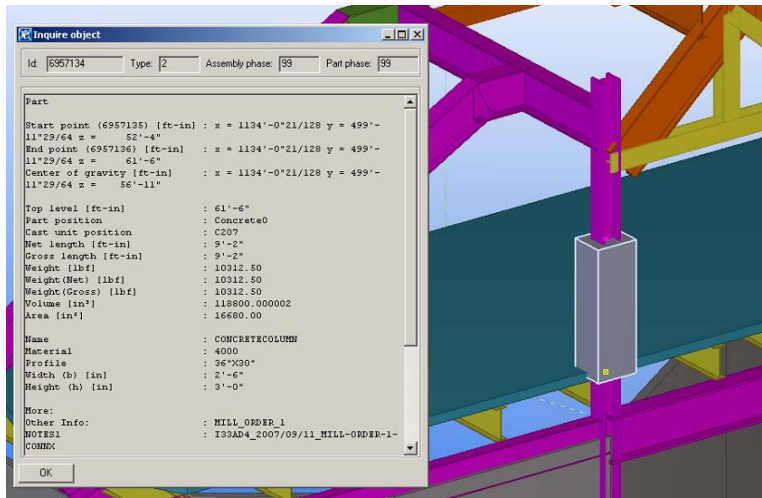 Inquire object
Id: 6957134 Type: 2 Assembly phase: 99 Part phase: 99
Part
Start point (6957135) [ft-in] : x = 1134'-0"21/128 y = 499'-
11"29/64 z = 52'-4"
End point (6957136) [ft-in] : x = 1134'-0"21/128 y = 499'-
11"29/64 z = 61'-6"
Center of gravity [ft-in] : x = 1134'-0"21/128 y = 499'-
11"29/64 z = 56'-11"
Top level [ft-in] : 61'-6"
Part position : Concrete0
Cast unit position : C207
Net length [ft-in] : 9'-2"
Gross length [ft-in] : 9'-2"
Weight [lbf] : 10312.50
Weight(Net) [lbf] : 10312.50
Weight(Gross) [lbf] : 10312.50
Volume [in³] : 118800.000002
Area [in²] : 16680.00
Name : CONCRETECOLUMN
Material : 4000
Profile : 36"X30"
Width (b) [in] : 2'-6"
Height (h) [in] : 3'-0"
More:
Other Info: : MILL_ORDER_1
NOTES1 : I33AD4_2007/09/11_MILL-ORDER-1-
CONNX
OK